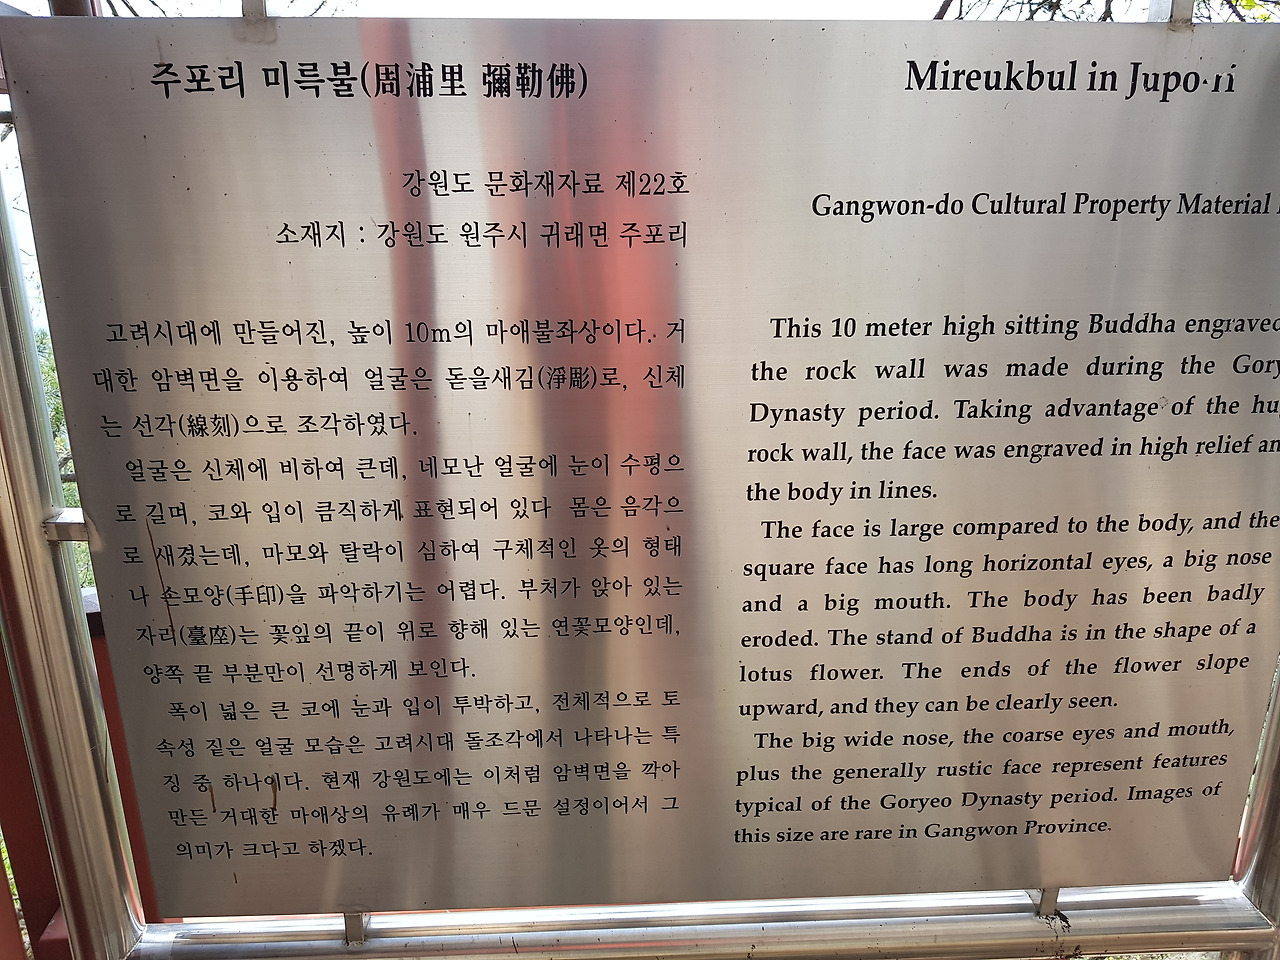 주포리 미륵불(周浦里 彌勒佛)
강원도 문화재자료 제22호
소재지 : 강원도 원주시 귀래면 주포리
고려시대에 만들어진, 높이 10m의 마애불좌상이다. 거
대한 암벽면을 이용하여 얼굴은 돋을새김(淨彫)로, 신체
는 선각(線刻)으로 조각하였다.
얼굴은 신체에 비하여 큰데, 네모난 얼굴에 눈이 수평으
로 길며, 코와 입이 큼직하게 표현되어 있다 몸은 음각으
로 새겼는데, 마모와 탈락이 심하여 구체적인 옷의 형태
나 손모양(手印)을 파악하기는 어렵다. 부처가 앉아 있는
자리(臺座)는 꽃잎의 끝이 위로 향해 있는 연꽃모양인데,
양쪽 끝 부분만이 선명하게 보인다.
폭이 넓은 큰 코에 눈과 입이 투박하고, 전체적으로 토
속성 짙은 얼굴 모습은 고려시대 돌조각에서 나타나는 특
징 중 하나이다. 현재 강원도에는 이처럼 암벽면을 깎아
만든 거대한 마애상의 유례가 매우 드문 설정이어서 그
의미가 크다고 하겠다.
Mireukbul in Jupo-ri
Gangwon-do Cultural Property Material
This 10 meter high sitting Buddha engraved
the rock wall was made during the Gory
Dynasty period. Taking advantage of the hu
rock wall, the face was engraved in high relief an
the body in lines.
The face is large compared to the body, and the
square face has long horizontal eyes, a big nose
and a big mouth. The body has been badly
eroded. The stand of Buddha is in the shape of a
lotus flower. The ends of the flower slope
upward, and they can be clearly seen.
The big wide nose, the coarse eyes and mouth,
plus the generally rustic face represent features
typical of the Goryeo Dynasty period. Images of
this size are rare in Gangwon Province.